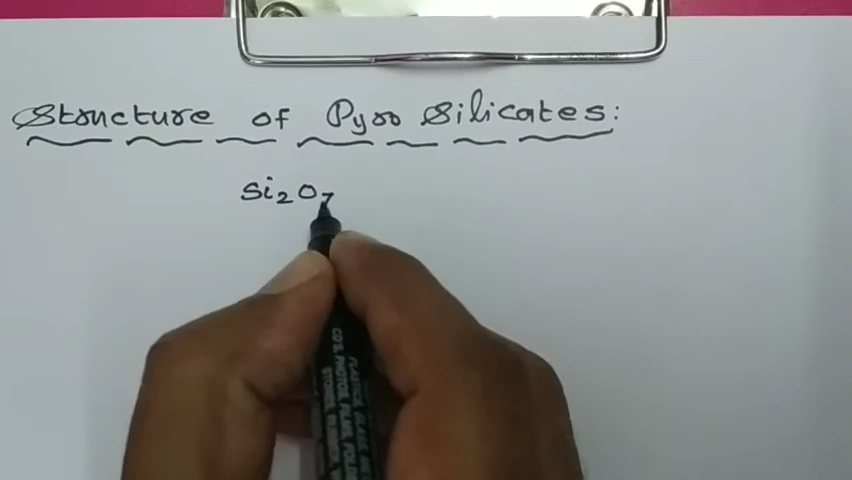 Structure of Pyro Silicates:
Si₂O₇